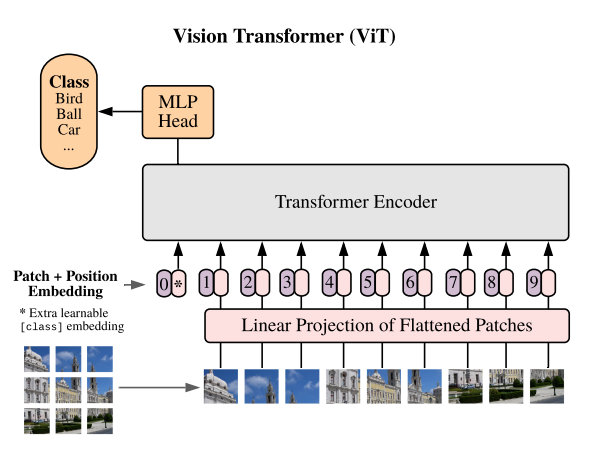 Vision Transformer (ViT)
Class
Bird
Ball
Car
...
MLP
Head
Transformer Encoder
Patch + Position
Embedding
0 * 1 2 3 4 5 6 7 8 9
* Extra learnable
[class] embedding
Linear Projection of Flattened Patches